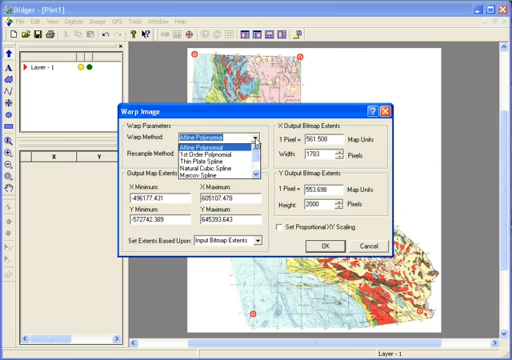 Didger - [Plot1]
File Edit View Digitize Image GPS Tools Window Help
Layer - 1
X Y
Warp Image
Warp Parameters
Warp Method: Affine Polynomial
Affine Polynomial
1st Order Polynomial
Thin Plate Spline
Natural Cubic Spline
Marcov Spline
Resample Method:
Output Map Extents
X Minimum: X Maximum:
-496177.431 605107.478
Y Minimum: Y Maximum:
-572742.389 645393.643
Set Extents Based Upon: Input Bitmap Extents
X Output Bitmap Extents
1 Pixel = 561.508 Map Units
Width: 1783 Pixels
Y Output Bitmap Extents
1 Pixel = 553.698 Map Units
Height: 2000 Pixels
Set Proportional XY Scaling
OK Cancel
Layer - 1